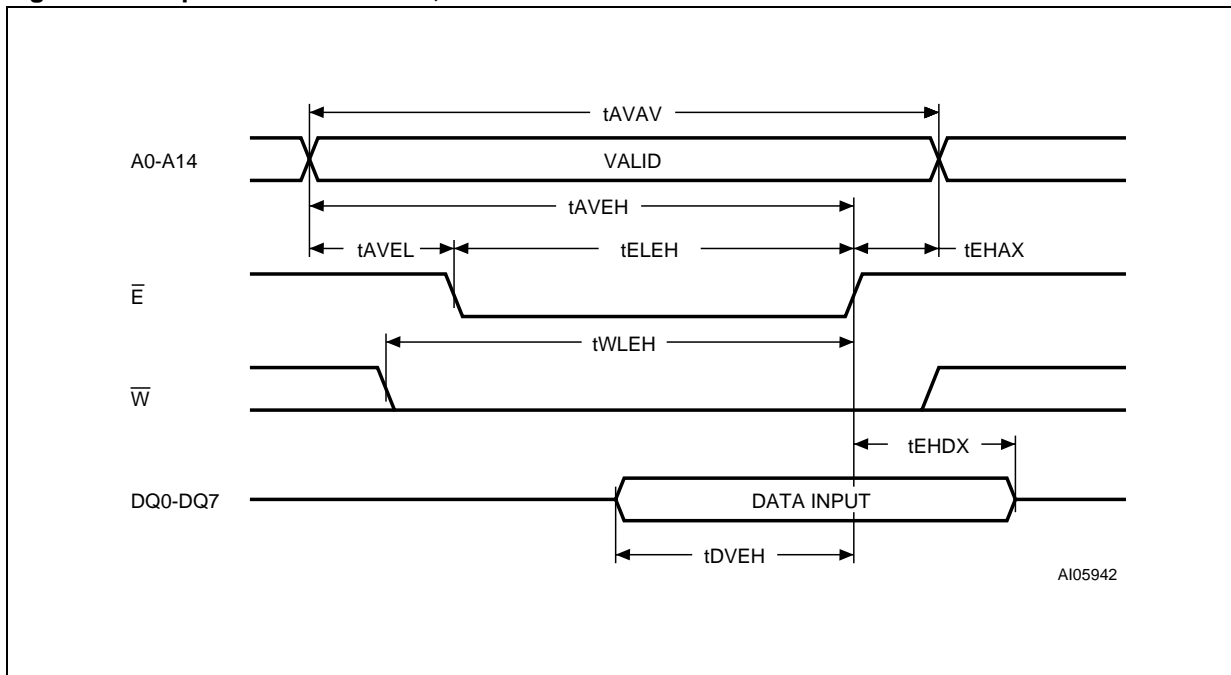 tAVAV
A0-A14
VALID
tAVEH
tAVEL
tELEH
tEHAX
E̅
tWLEH
W̅
tEHDX
DQ0-DQ7
DATA INPUT
tDVEH
AI05942